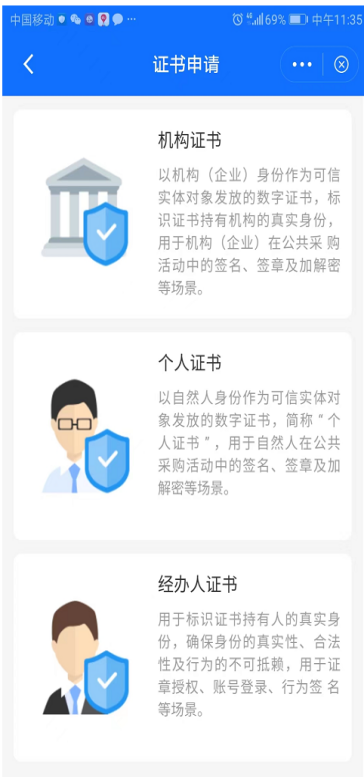 中国移动 69% 中午11:35
证书申请
机构证书
以机构（企业）身份作为可信
实体对象发放的数字证书，标
识证书持有机构的真实身份，
用于机构（企业）在公共采 购
活动中的签名、签章及加解密
等场景。
个人证书
以自然人身份作为可信实体对
象发放的数字证书，简称 " 个
人证书 " ，用于自然人在公共
采购活动中的签名、签章及加
解密等场景。
经办人证书
用于标识证书持有人的真实身
份，确保身份的真实性、合法
性及行为的不可抵赖，用于证
章授权、账号登录、行为签 名
等场景。